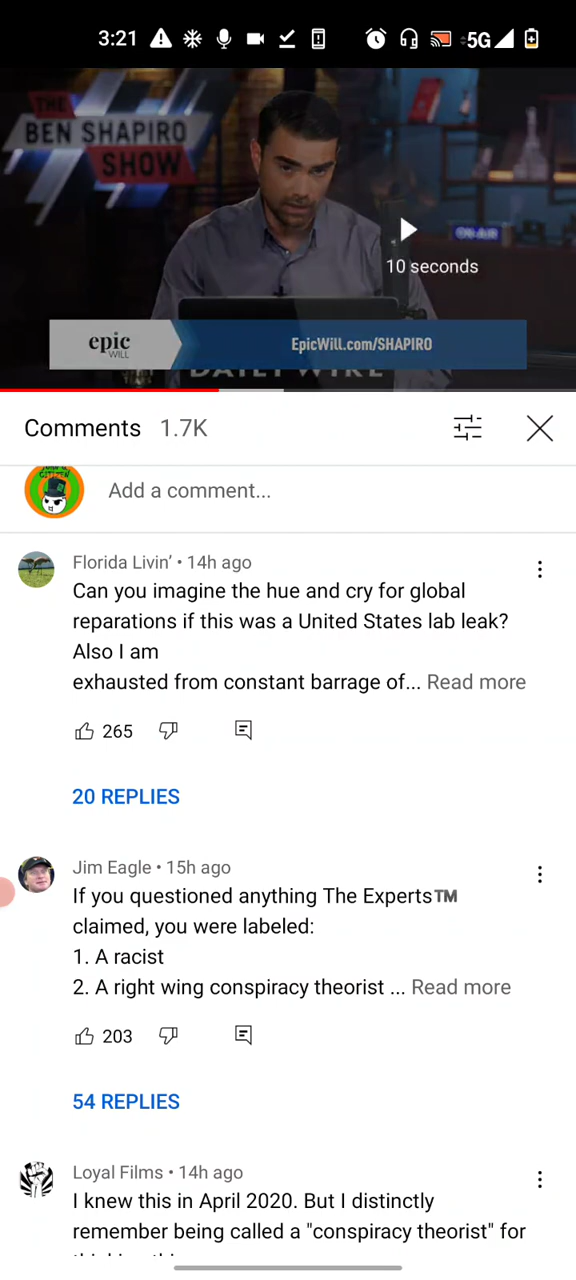 3:21
5G
THE
BEN SHAPIRO
SHOW
ON-AIR
10 seconds
epic
WILL
EpicWill.com/SHAPIRO
DAILY WIRE
Comments 1.7K
Add a comment...
Florida Livin’ • 14h ago
Can you imagine the hue and cry for global
reparations if this was a United States lab leak?
Also I am
exhausted from constant barrage of... Read more
265
20 REPLIES
Jim Eagle • 15h ago
If you questioned anything The Experts™️
claimed, you were labeled:
1. A racist
2. A right wing conspiracy theorist ... Read more
203
54 REPLIES
Loyal Films • 14h ago
I knew this in April 2020. But I distinctly
remember being called a "conspiracy theorist" for